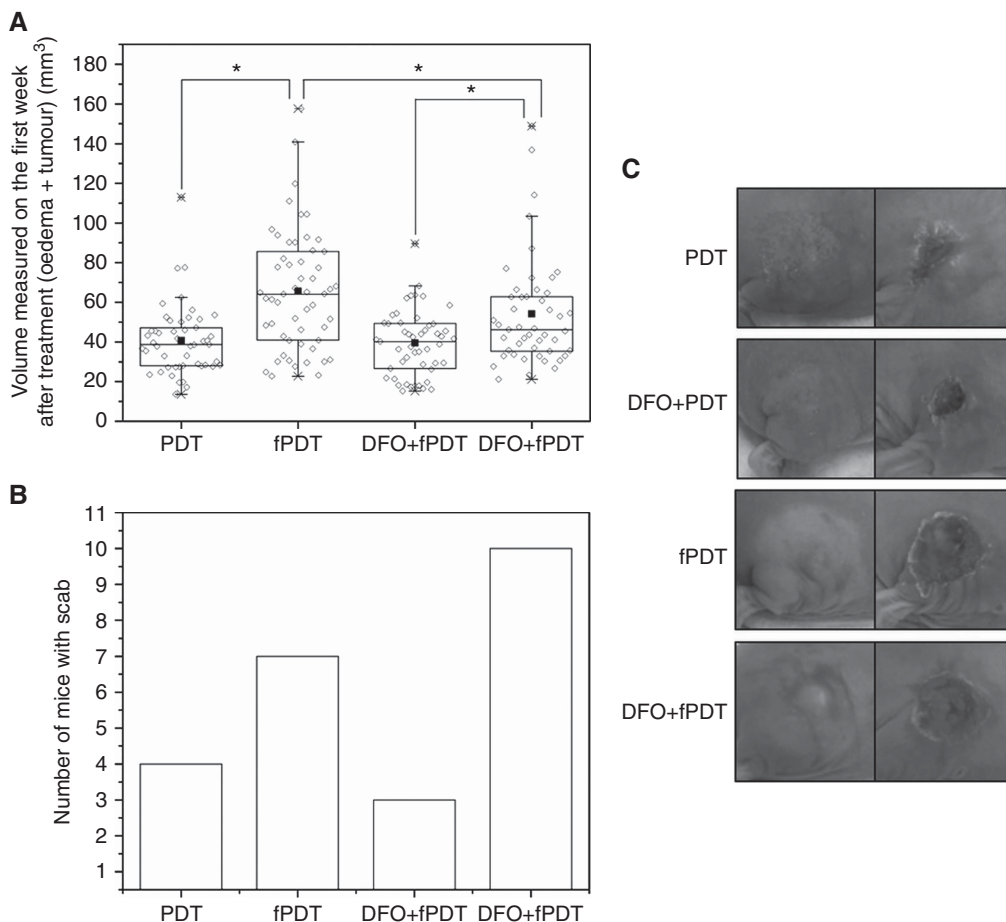 A
Volume measured on the first week
after treatment (oedema + tumour) (mm³)
180
160
140
120
100
80
60
40
20
0
*
*
*
PDT fPDT DFO+fPDT DFO+fPDT
B
Number of mice with scab
11
10
9
8
7
6
5
4
3
2
1
PDT fPDT DFO+fPDT DFO+fPDT
C
PDT
DFO+PDT
fPDT
DFO+fPDT